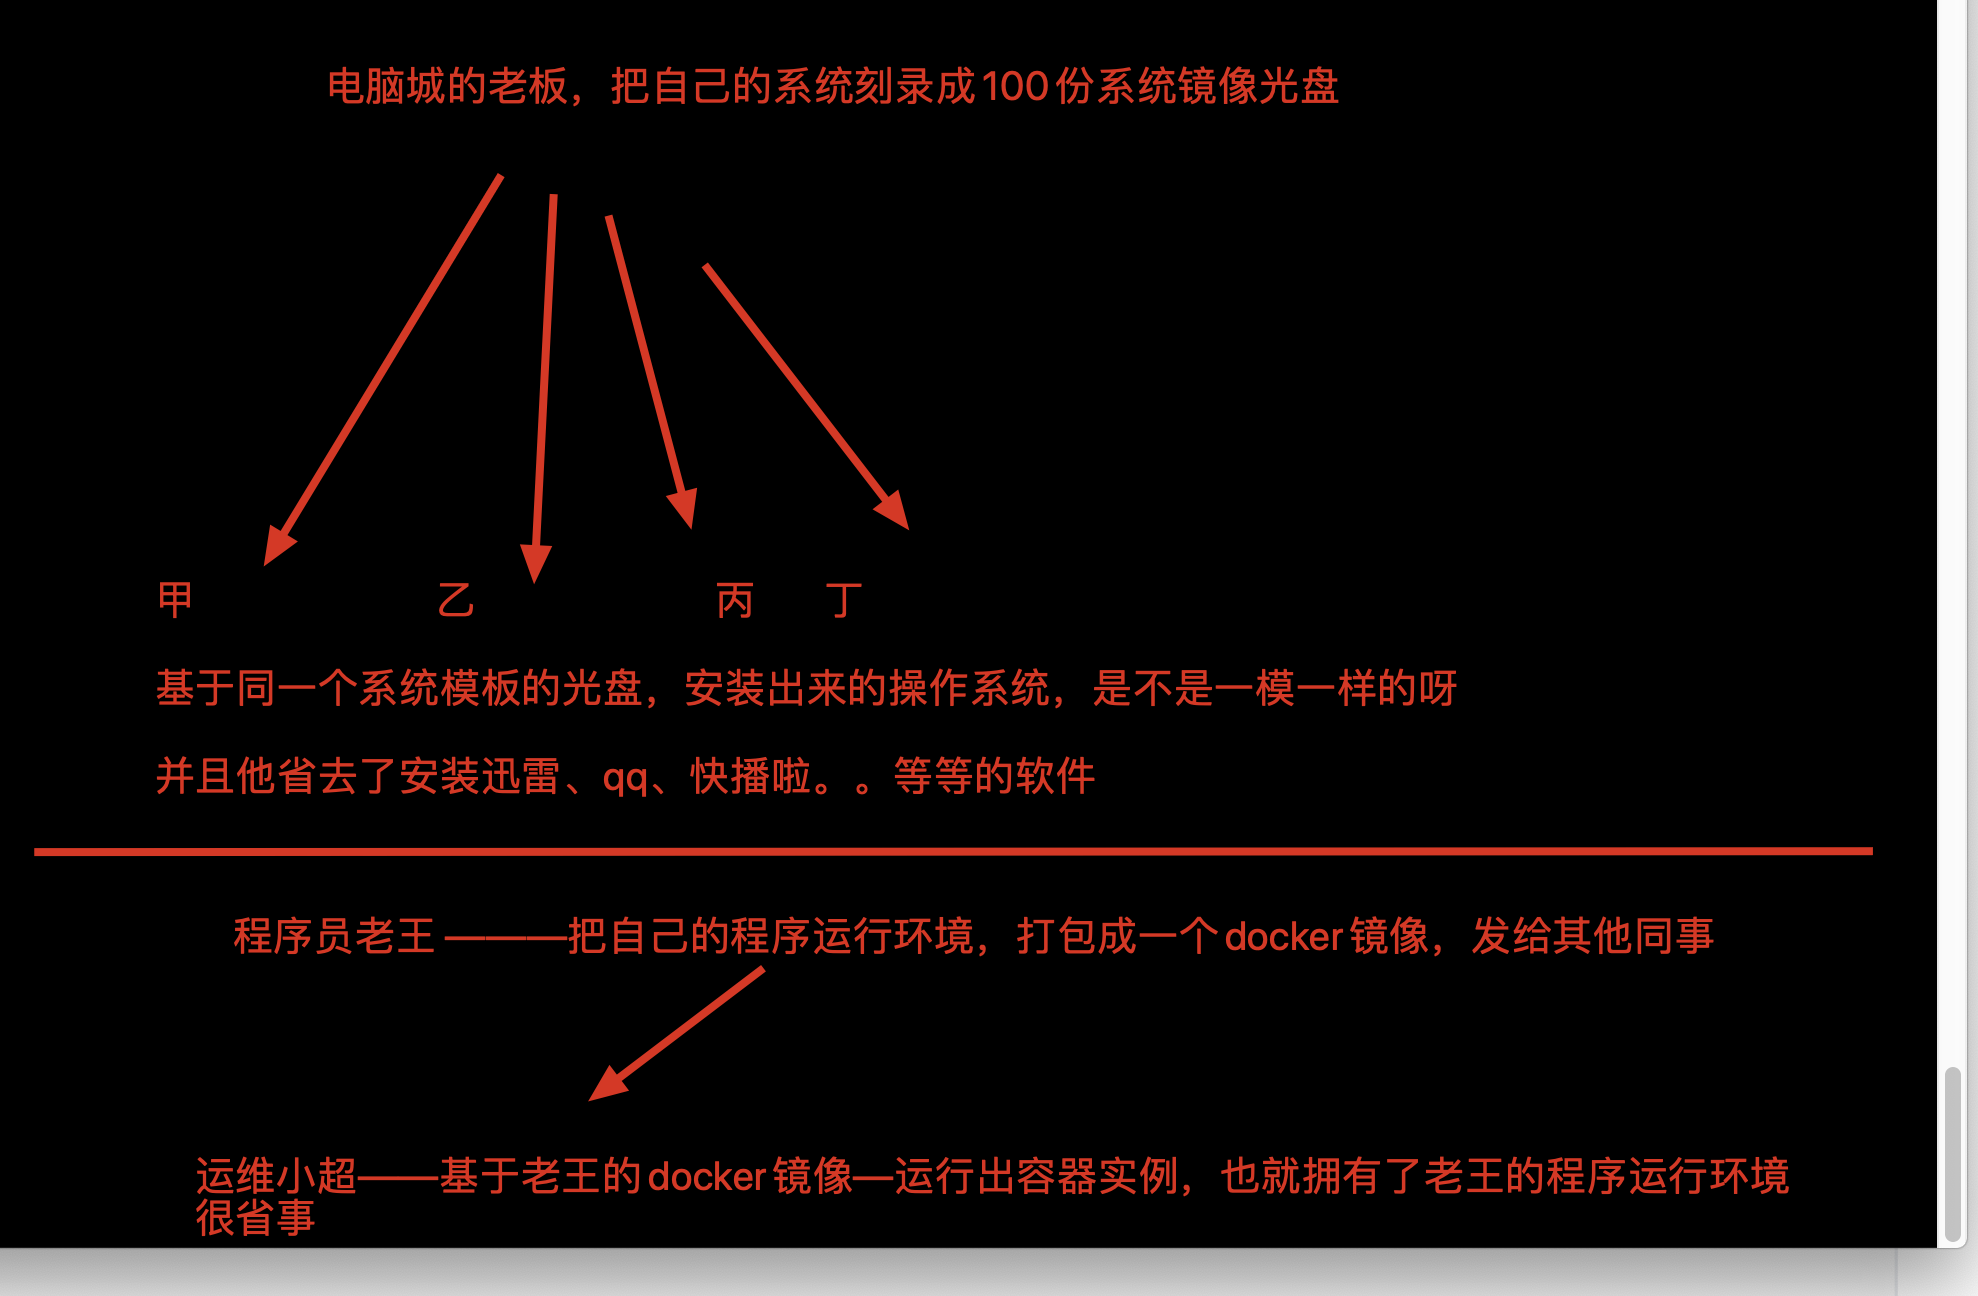 电脑城的老板，把自己的系统刻录成100份系统镜像光盘
甲 乙 丙 丁
基于同一个系统模板的光盘，安装出来的操作系统，是不是一模一样的呀
并且他省去了安装迅雷、qq、快播啦。。等等的软件
程序员老王 ———把自己的程序运行环境，打包成一个docker镜像，发给其他同事
运维小超——基于老王的docker镜像—运行出容器实例，也就拥有了老王的程序运行环境
很省事